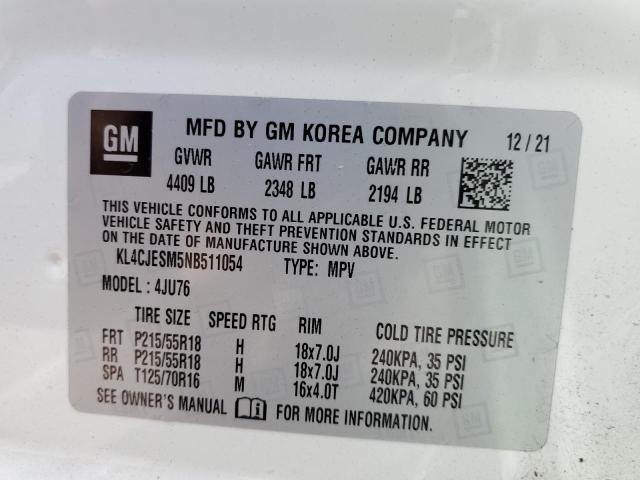 GM MFD BY GM KOREA COMPANY 12 / 21
GVWR GAWR FRT GAWR RR
4409 LB 2348 LB 2194 LB
THIS VEHICLE CONFORMS TO ALL APPLICABLE U.S. FEDERAL MOTOR
VEHICLE SAFETY AND THEFT PREVENTION STANDARDS IN EFFECT
ON THE DATE OF MANUFACTURE SHOWN ABOVE.
KL4CJESM5NB511054 TYPE: MPV
MODEL : 4JU76
TIRE SIZE SPEED RTG RIM COLD TIRE PRESSURE
FRT P215/55R18 H 18x7.0J 240KPA, 35 PSI
RR P215/55R18 H 18x7.0J 240KPA, 35 PSI
SPA T125/70R16 M 16x4.0T 420KPA, 60 PSI
SEE OWNER'S MANUAL FOR MORE INFORMATION.